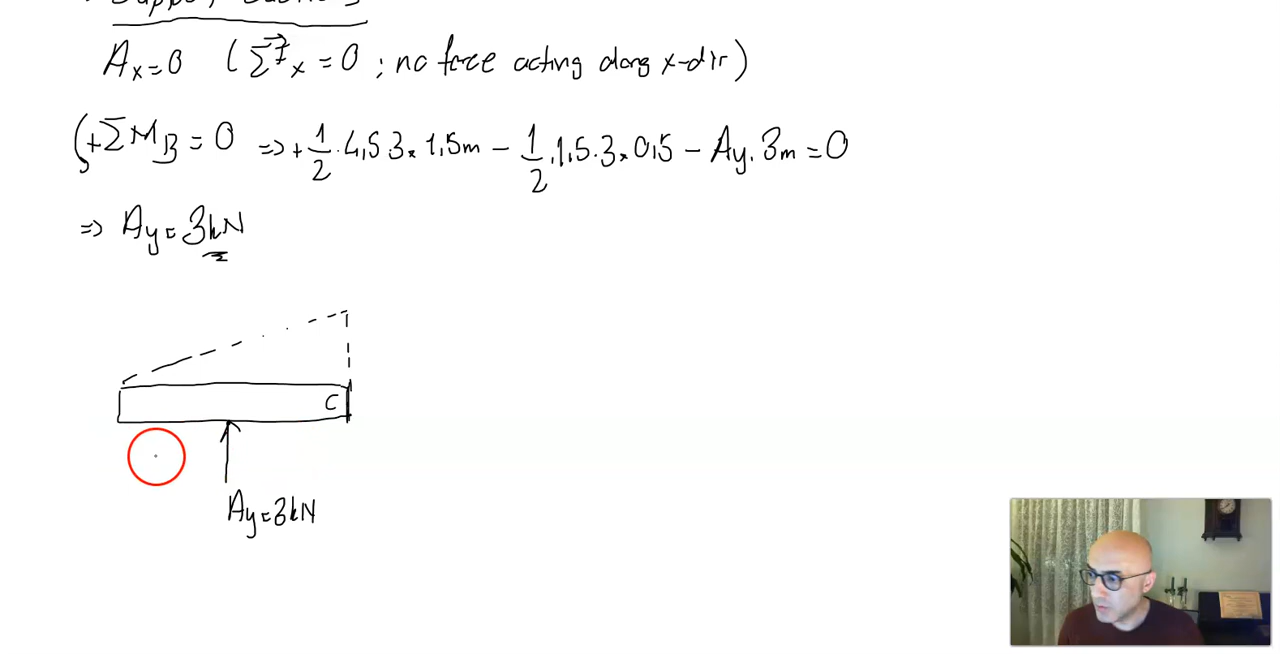 Ax=0 (ΣFx = 0 ; no force acting along x-dir)
(+ΣMB = 0 => +1/2 . 4,5 3 × 1,5m - 1/2 . 1,5 . 3 × 0,5 - Ay . 3m = 0
=> Ay = 3kN
C
Ay=3kN